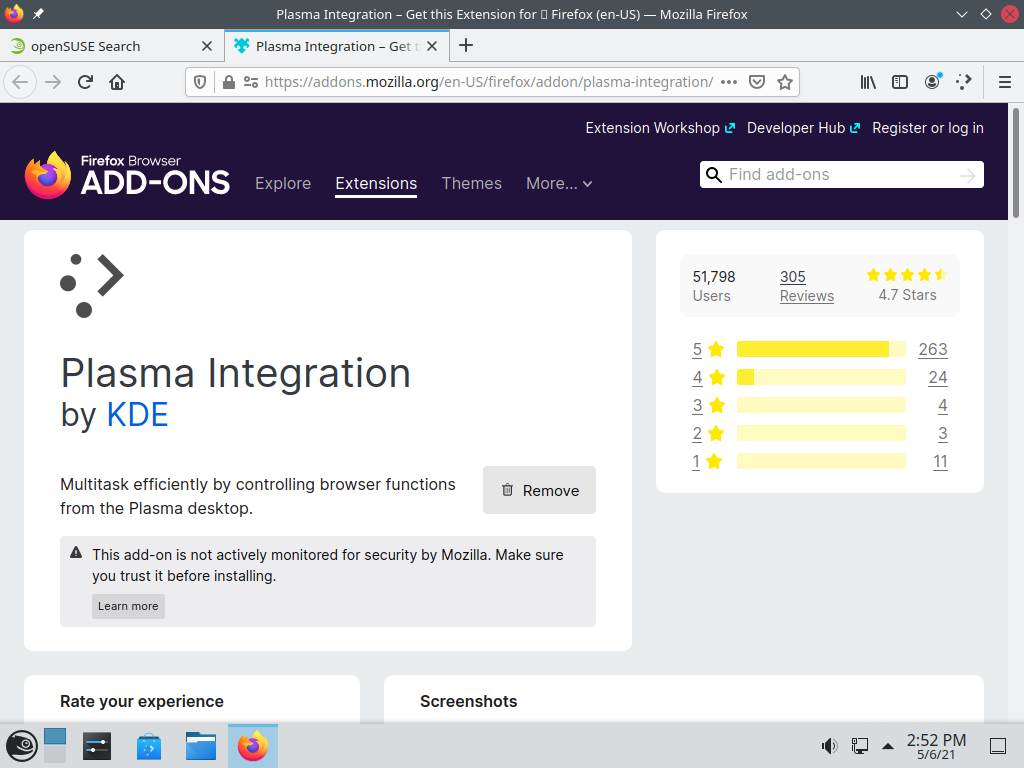 Plasma Integration – Get this Extension for Firefox (en-US) — Mozilla Firefox
openSUSE Search
Plasma Integration – Get t
https://addons.mozilla.org/en-US/firefox/addon/plasma-integration/
Extension Workshop
Developer Hub
Register or log in
Firefox Browser
ADD-ONS
Explore
Extensions
Themes
More...
Find add-ons
Plasma Integration
by KDE
Multitask efficiently by controlling browser functions
from the Plasma desktop.
Remove
This add-on is not actively monitored for security by Mozilla. Make sure
you trust it before installing.
Learn more
51,798
Users
305
Reviews
4.7 Stars
5 263
4 24
3 4
2 3
1 11
Rate your experience
Screenshots
2:52 PM
5/6/21